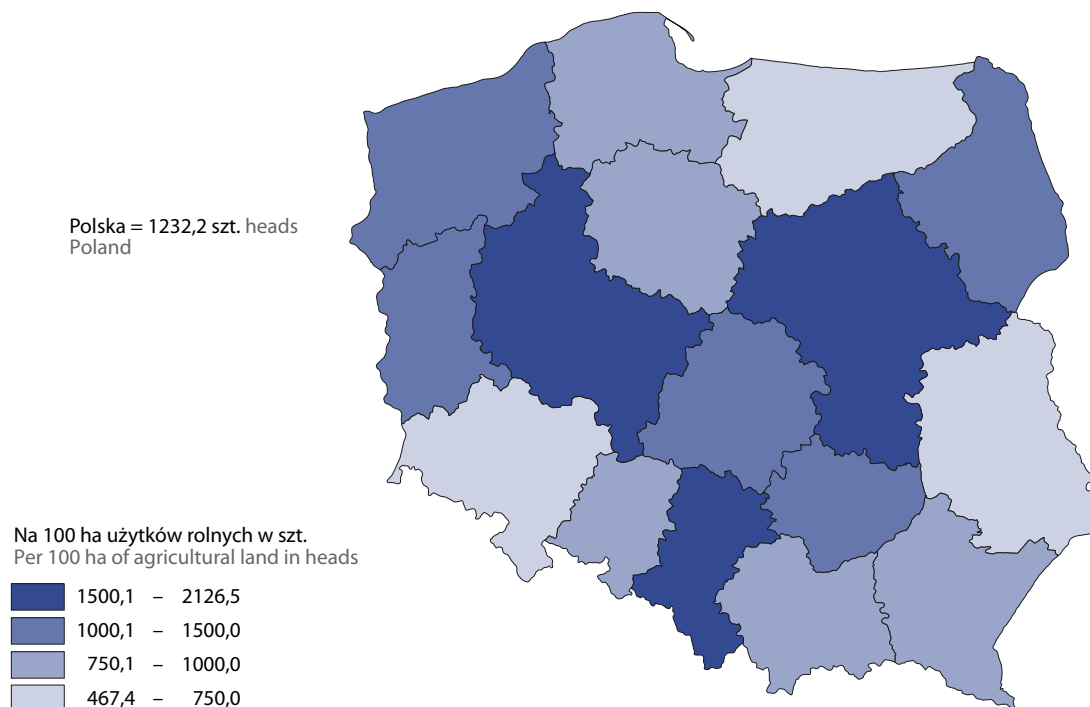 Polska = 1232,2 szt. heads
Poland
Na 100 ha użytków rolnych w szt.
Per 100 ha of agricultural land in heads
1500,1 – 2126,5
1000,1 – 1500,0
750,1 – 1000,0
467,4 – 750,0